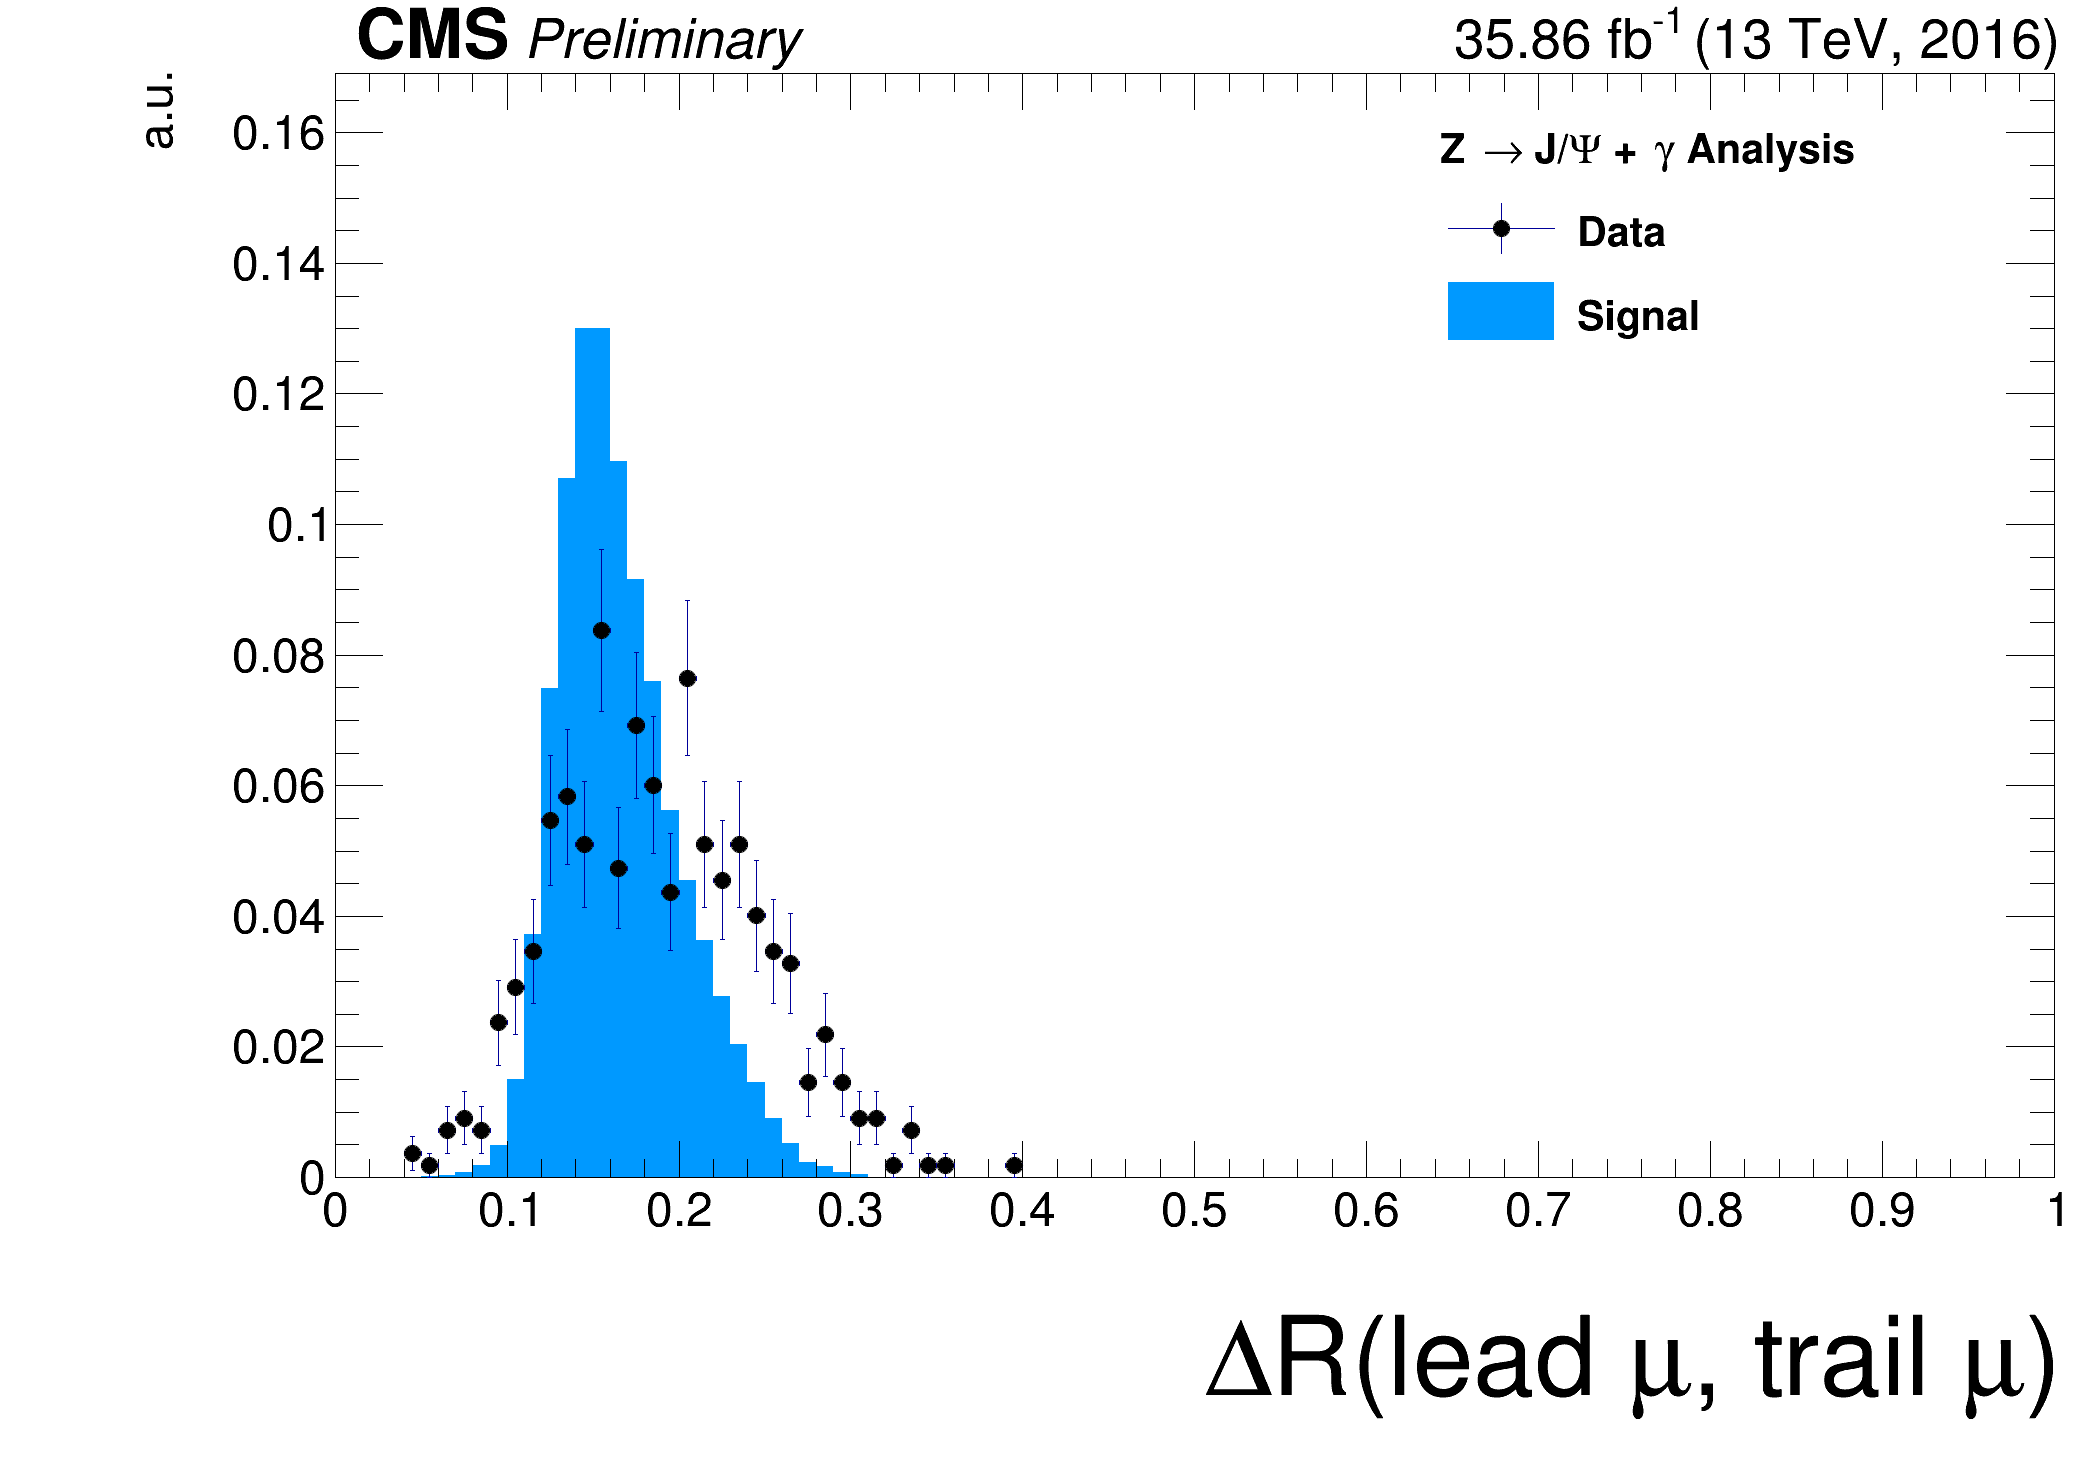 CMS Preliminary 35.86 fb⁻¹ (13 TeV, 2016)
a.u.
Z → J/Ψ + γ Analysis
Data
Signal
0.16
0.14
0.12
0.1
0.08
0.06
0.04
0.02
0
0 0.1 0.2 0.3 0.4 0.5 0.6 0.7 0.8 0.9 1
ΔR(lead μ, trail μ)